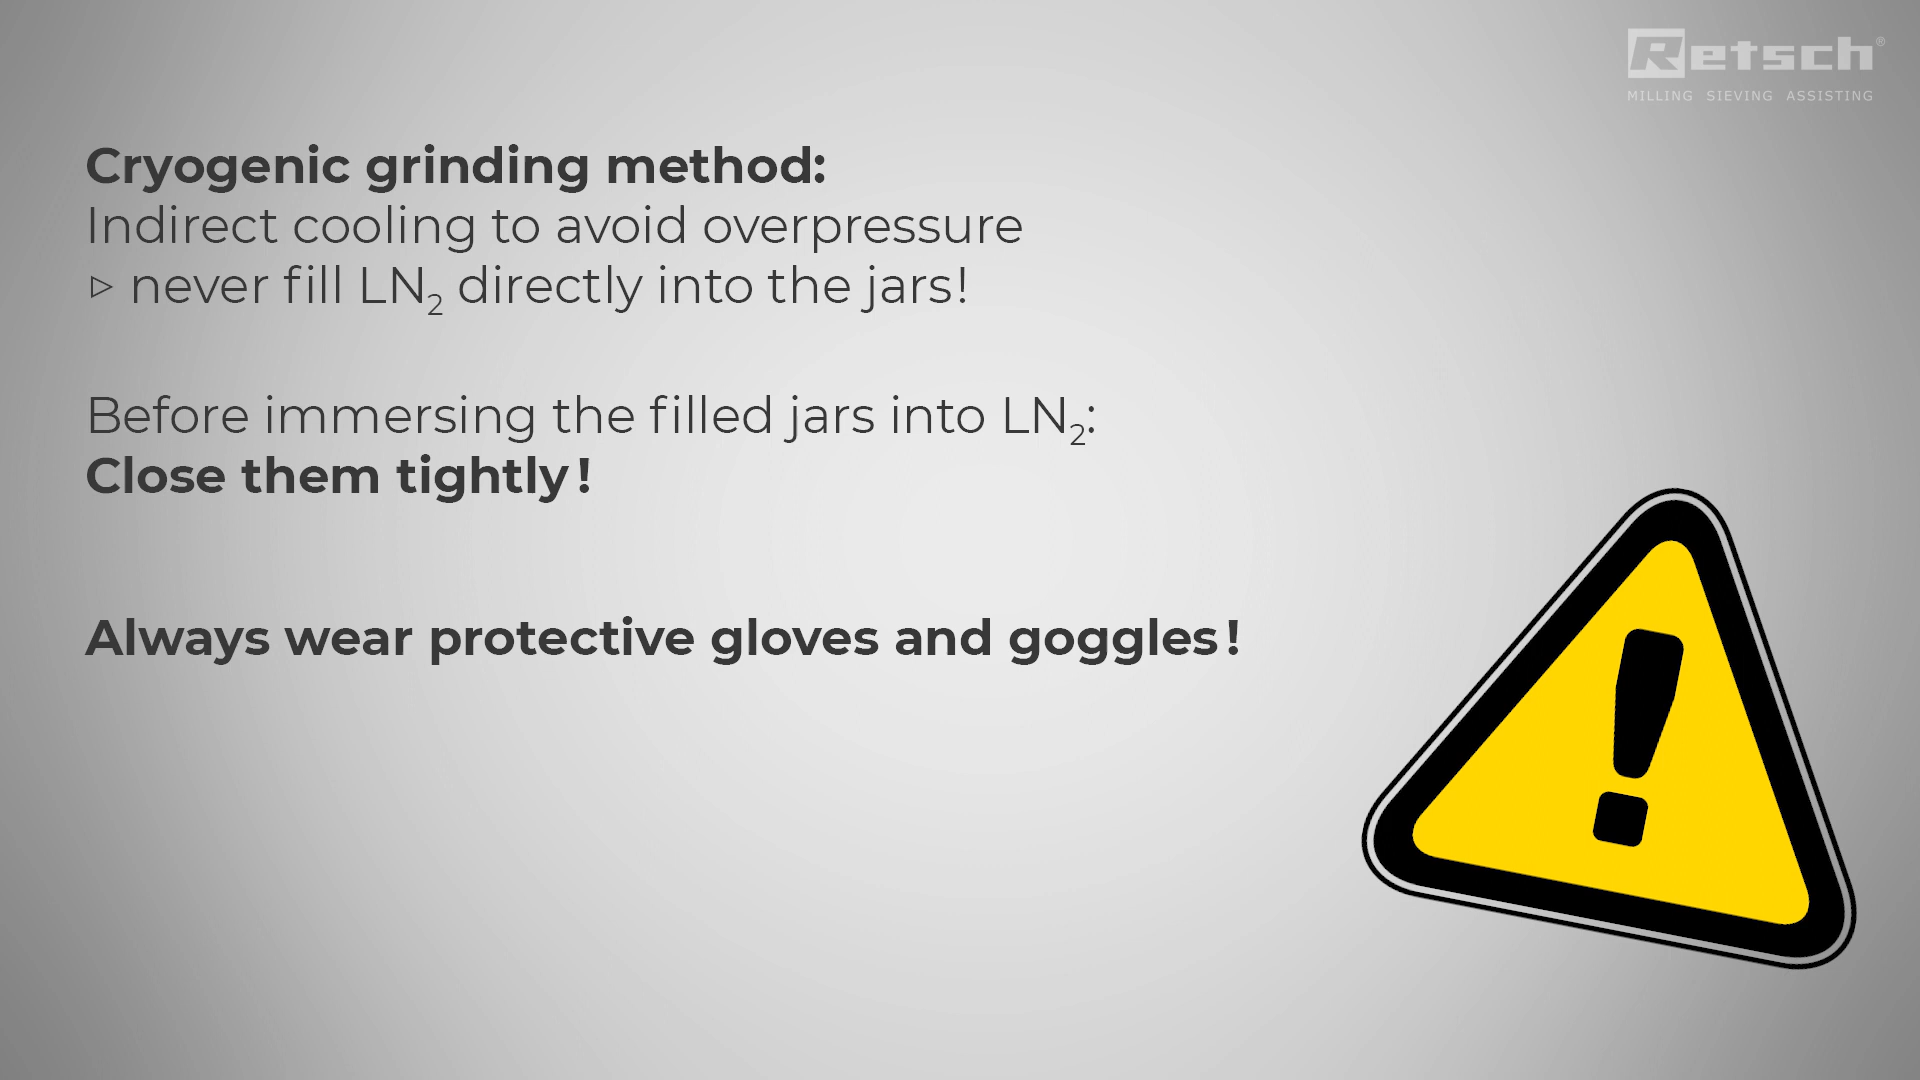 Retsch®
MILLING SIEVING ASSISTING
Cryogenic grinding method:
Indirect cooling to avoid overpressure
▷ never fill LN₂ directly into the jars!
Before immersing the filled jars into LN₂:
Close them tightly!
Always wear protective gloves and goggles!
!